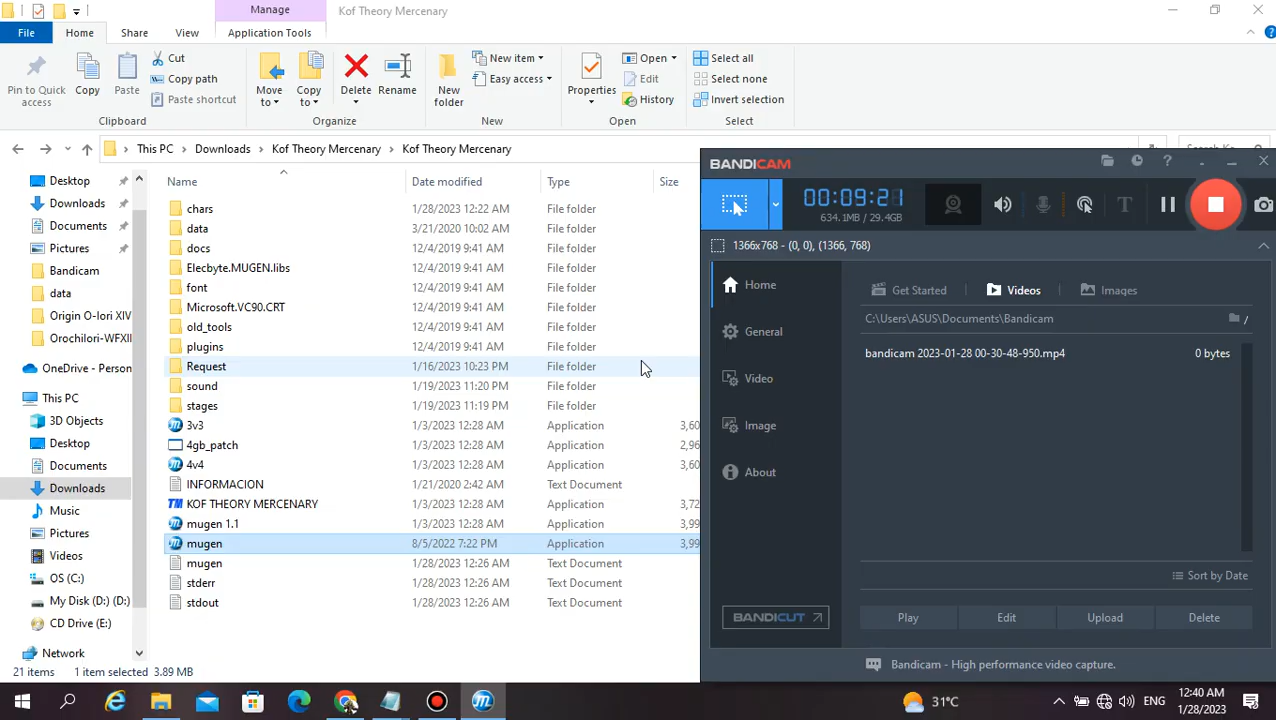 Manage
Kof Theory Mercenary
File
Home
Share
View
Application Tools
Pin to Quick
access
Copy
Paste
Cut
Copy path
Paste shortcut
Clipboard
Move
to
Copy
to
Delete
Rename
Organize
New
folder
New item
Easy access
New
Properties
Open
Edit
History
Open
Select all
Select none
Invert selection
Select
This PC > Downloads > Kof Theory Mercenary > Kof Theory Mercenary
Name
Date modified
Type
Size
Desktop
Downloads
Documents
Pictures
Bandicam
data
Origin O-Iori XIV
Orochilori-WFXII
OneDrive - Person
This PC
3D Objects
Desktop
Documents
Downloads
Music
Pictures
Videos
OS (C:)
My Disk (D:) (D:)
CD Drive (E:)
Network
chars 1/28/2023 12:22 AM File folder
data 3/21/2020 10:02 AM File folder
docs 12/4/2019 9:41 AM File folder
Elecbyte.MUGEN.libs 12/4/2019 9:41 AM File folder
font 12/4/2019 9:41 AM File folder
Microsoft.VC90.CRT 12/4/2019 9:41 AM File folder
old_tools 12/4/2019 9:41 AM File folder
plugins 12/4/2019 9:41 AM File folder
Request 1/16/2023 10:23 PM File folder
sound 1/19/2023 11:20 PM File folder
stages 1/19/2023 11:19 PM File folder
3v3 1/3/2023 12:28 AM Application 3,60
4gb_patch 1/3/2023 12:28 AM Application 2,96
4v4 1/3/2023 12:28 AM Application 3,60
INFORMACION 1/21/2020 2:42 AM Text Document
KOF THEORY MERCENARY 1/3/2023 12:28 AM Application 3,72
mugen 1.1 1/3/2023 12:28 AM Application 3,99
mugen 8/5/2022 7:22 PM Application 3,99
mugen 1/28/2023 12:26 AM Text Document
stderr 1/28/2023 12:26 AM Text Document
stdout 1/28/2023 12:26 AM Text Document
21 items 1 item selected 3.89 MB
BANDICAM
00:09:21
634.1MB / 29.4GB
1366x768 - (0, 0), (1366, 768)
Home
General
Video
Image
About
BANDICUT
Get Started
Videos
Images
C:\Users\ASUS\Documents\Bandicam
/
bandicam 2023-01-28 00-30-48-950.mp4 0 bytes
Sort by Date
Play
Edit
Upload
Delete
Bandicam - High performance video capture.
31°C
ENG
12:40 AM
1/28/2023